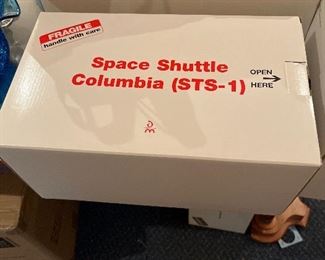 FRAGILE
handle with care
Space Shuttle
Columbia (STS-1)
OPEN
HERE